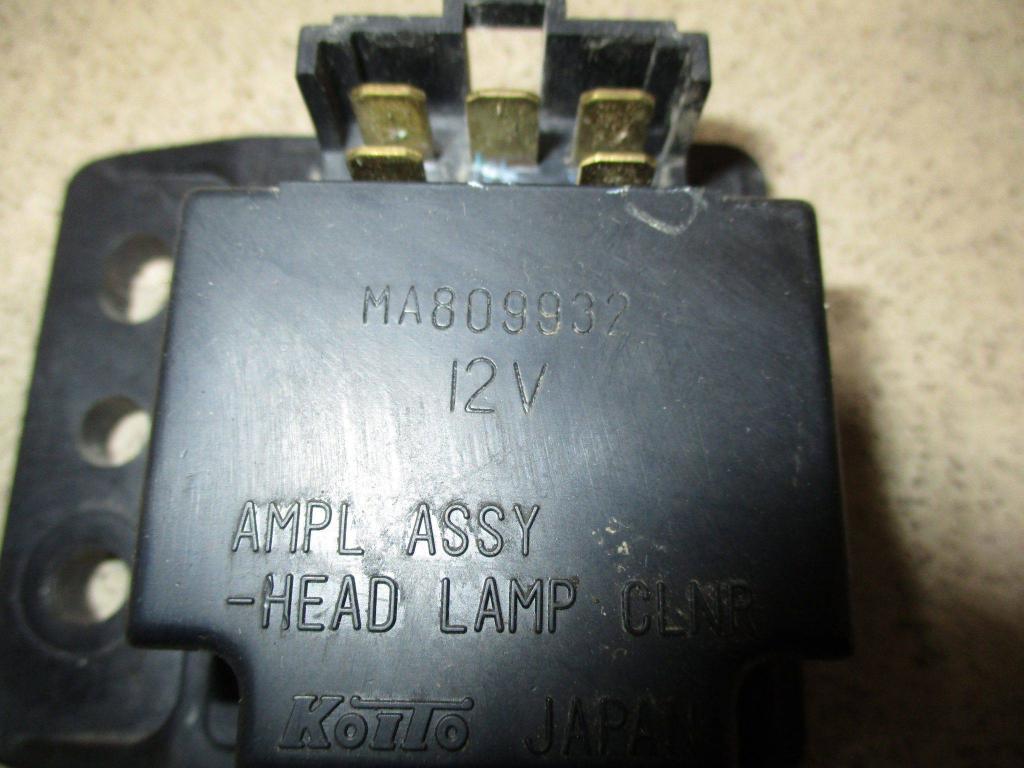 MA809932
12V
AMPL ASSY
-HEAD LAMP CLNR
KOITO JAPAN